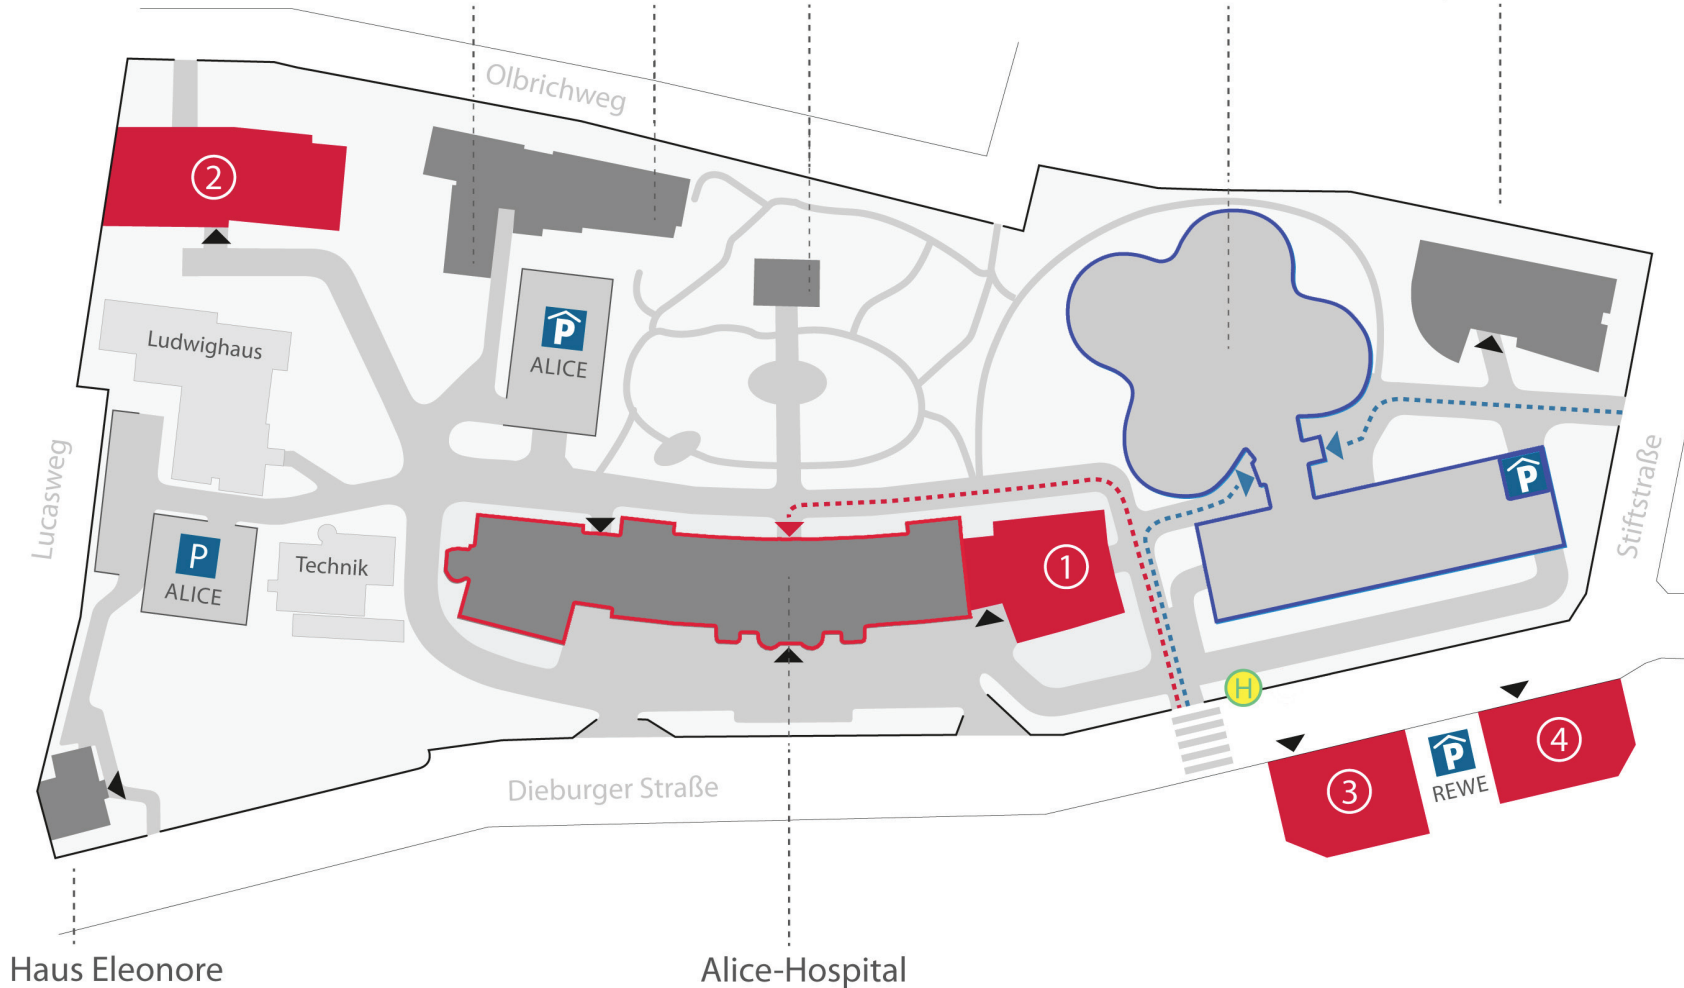 Olbrichweg
2
P
ALICE
Ludwighaus
P
Lucasweg
Stiftstraße
P
ALICE
Technik
1
H
4
P
REWE
3
Dieburger Straße
Haus Eleonore
Alice-Hospital